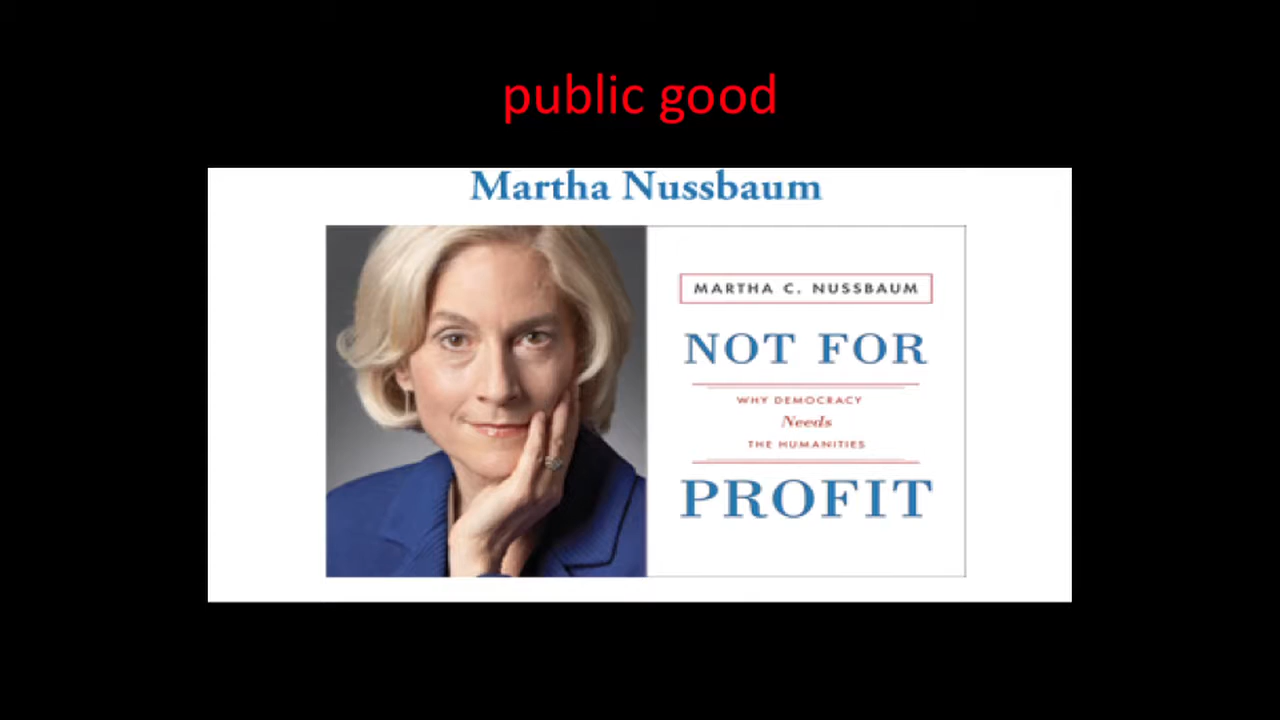 public good
Martha Nussbaum
MARTHA C. NUSSBAUM
NOT FOR
WHY DEMOCRACY
Needs
THE HUMANITIES
PROFIT